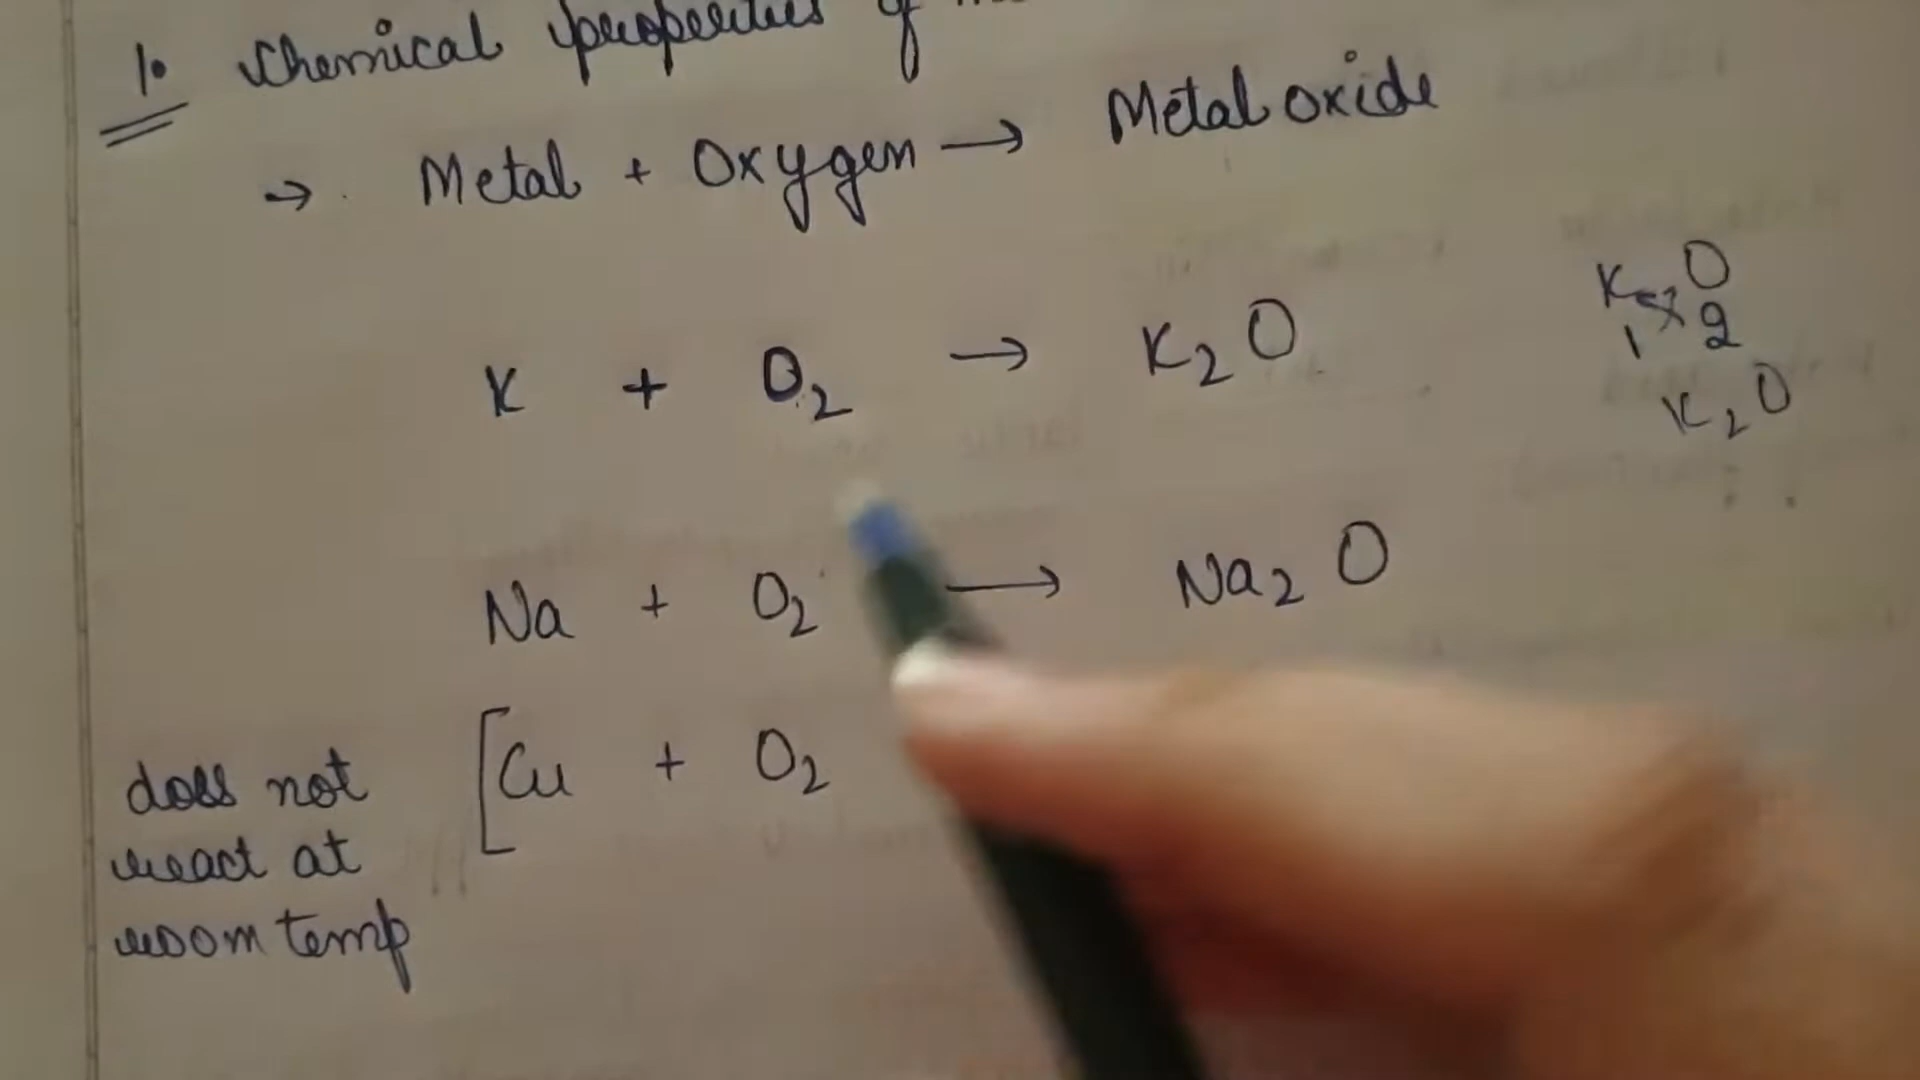 1. Chemical properties of
→ Metal + Oxygen → Metal oxide
K + O₂ → K₂O
K O
1 2
K₂O
Na + O₂ → Na₂O
does not [Cu + O₂
react at
room temp